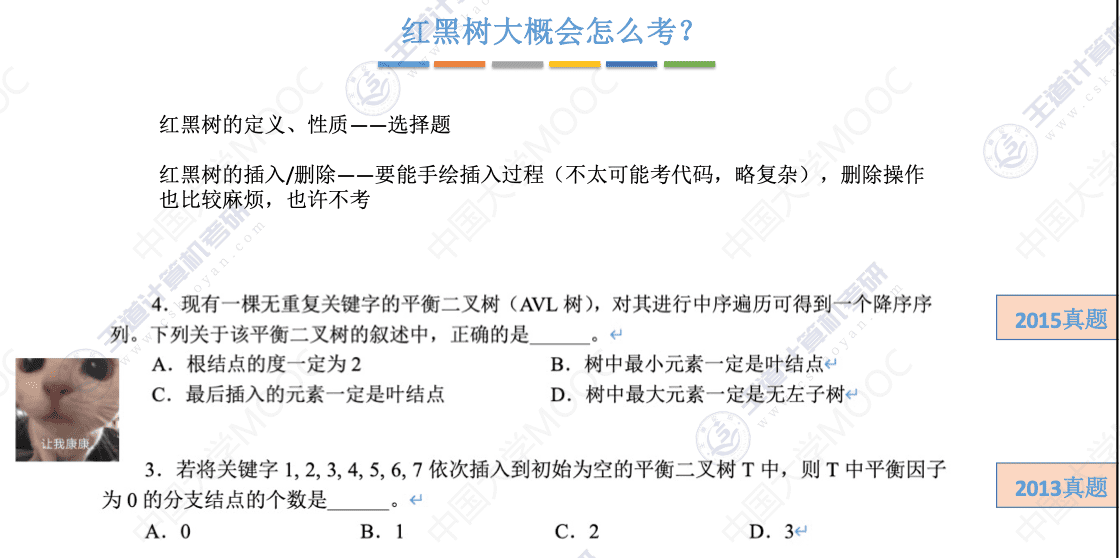 红黑树大概会怎么考？
红黑树的定义、性质——选择题
红黑树的插入/删除——要能手绘插入过程（不太可能考代码，略复杂），删除操作
也比较麻烦，也许不考
4．现有一棵无重复关键字的平衡二叉树（AVL 树），对其进行中序遍历可得到一个降序序
列。下列关于该平衡二叉树的叙述中，正确的是______。↵
2015真题
A．根结点的度一定为 2 B．树中最小元素一定是叶结点↵
C．最后插入的元素一定是叶结点 D．树中最大元素一定是无左子树↵
让我康康
3．若将关键字 1, 2, 3, 4, 5, 6, 7 依次插入到初始为空的平衡二叉树 T 中，则 T 中平衡因子
为 0 的分支结点的个数是______。↵
2013真题
A．0 B．1 C．2 D．3↵
王道计算机考研
中国大学MOOC